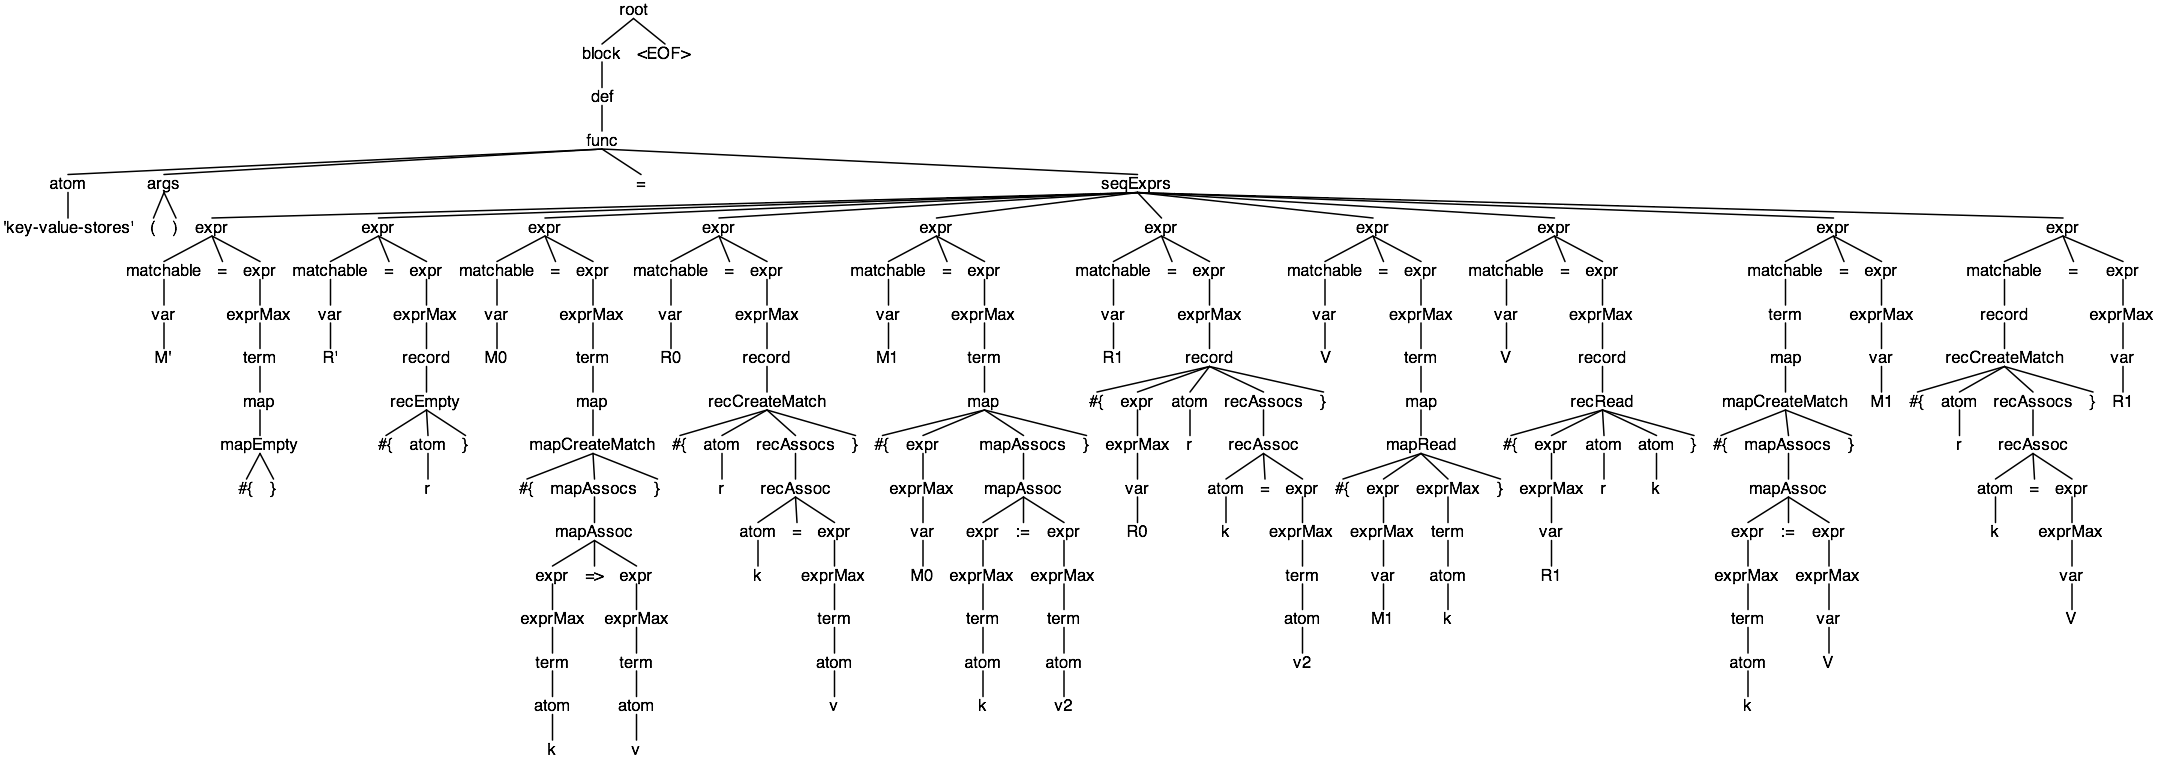 root
block <EOF>
def
func
atom args = seqExprs
'key-value-stores' ( ) expr expr expr expr expr expr expr expr expr expr
matchable = expr matchable = expr matchable = expr matchable = expr matchable = expr matchable = expr matchable = expr matchable = expr matchable = expr matchable = expr
var exprMax var exprMax var exprMax var exprMax var exprMax var exprMax var exprMax var exprMax term exprMax record exprMax
M' term R' record M0 term R0 record M1 term R1 record V term V record map var recCreateMatch var
map recEmpty map recCreateMatch map #{ expr atom recAssocs } map recRead mapCreateMatch M1 #{ atom recAssocs } R1
mapEmpty #{ atom } mapCreateMatch #{ atom recAssocs } #{ expr mapAssocs } exprMax r recAssoc mapRead #{ expr atom atom } #{ mapAssocs } r recAssoc
#{ } r #{ mapAssocs } r recAssoc exprMax mapAssoc var atom = expr #{ expr exprMax } exprMax r k mapAssoc atom = expr
mapAssoc atom = expr var expr := expr R0 k exprMax exprMax term var expr := expr k exprMax
expr => expr k exprMax M0 exprMax exprMax term var atom R1 exprMax exprMax var
exprMax exprMax term term term atom M1 k term var V
term term atom atom atom v2 atom V
atom atom v k v2 k
k v